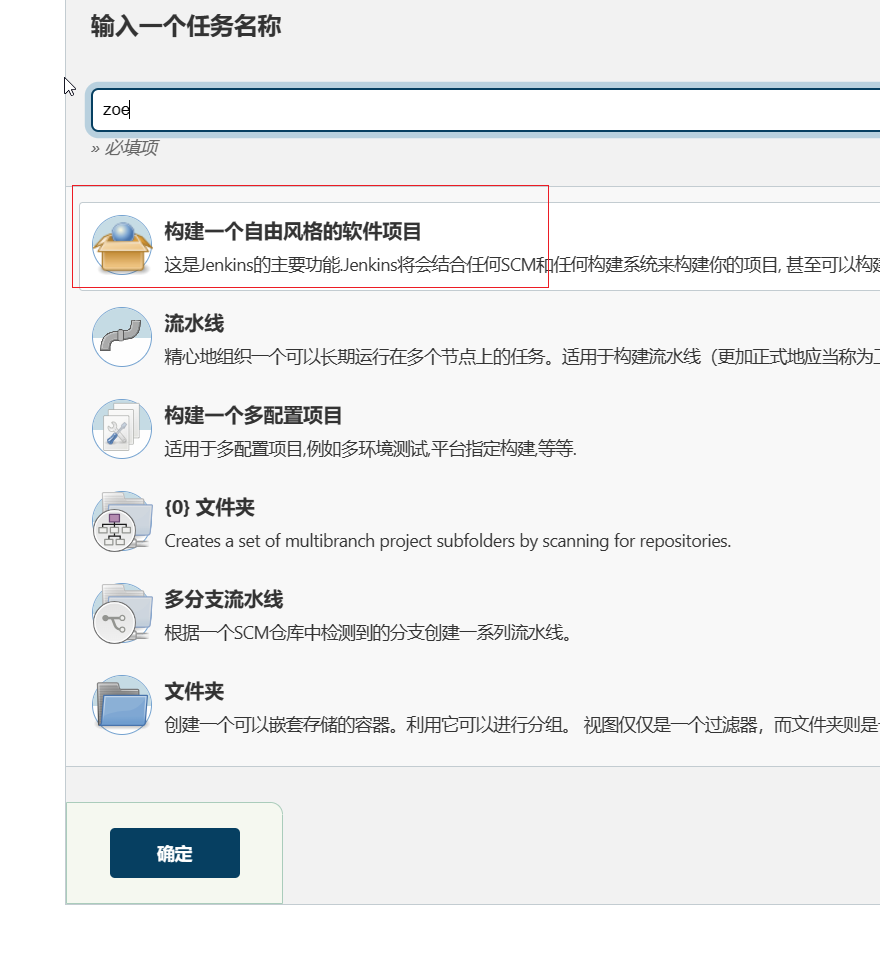 输入一个任务名称
zoe
» 必填项
构建一个自由风格的软件项目
这是Jenkins的主要功能.Jenkins将会结合任何SCM和任何构建系统来构建你的项目, 甚至可以构建
流水线
精心地组织一个可以长期运行在多个节点上的任务。适用于构建流水线（更加正式地应当称为工
构建一个多配置项目
适用于多配置项目,例如多环境测试,平台指定构建,等等.
{0} 文件夹
Creates a set of multibranch project subfolders by scanning for repositories.
多分支流水线
根据一个SCM仓库中检测到的分支创建一系列流水线。
文件夹
创建一个可以嵌套存储的容器。利用它可以进行分组。 视图仅仅是一个过滤器，而文件夹则是
确定